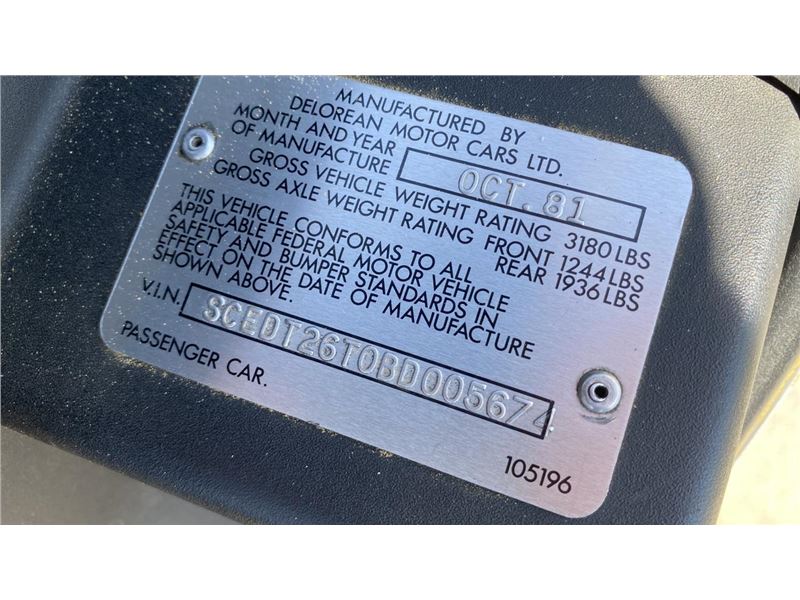 MANUFACTURED BY
DELOREAN MOTOR CARS LTD.
MONTH AND YEAR
OF MANUFACTURE OCT.81
GROSS VEHICLE WEIGHT RATING 3180 LBS
GROSS AXLE WEIGHT RATING FRONT 1244 LBS
REAR 1936 LBS
THIS VEHICLE CONFORMS TO ALL
APPLICABLE FEDERAL MOTOR VEHICLE
SAFETY AND BUMPER STANDARDS IN
EFFECT ON THE DATE OF MANUFACTURE
SHOWN ABOVE.
V.I.N. SCEDT26T0BD005674
PASSENGER CAR.
105196